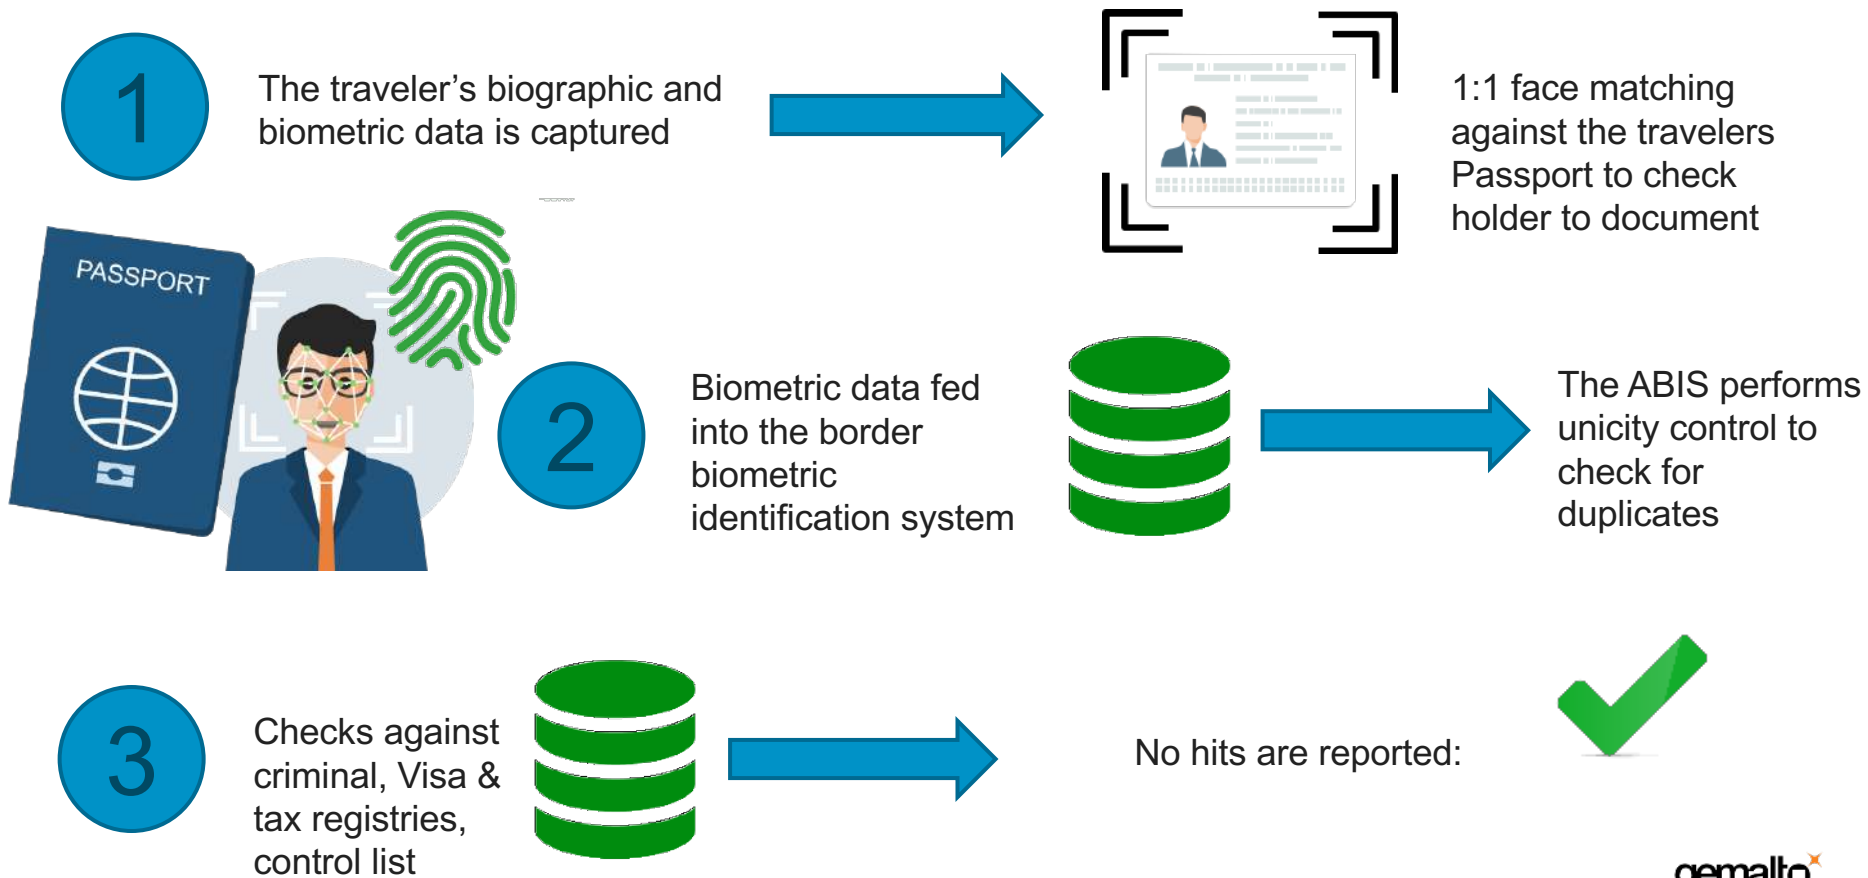 1
The traveler's biographic and
biometric data is captured
1:1 face matching
against the travelers
Passport to check
holder to document
PASSPORT
2
Biometric data fed
into the border
biometric
identification system
The ABIS performs
unicity control to
check for
duplicates
3
Checks against
criminal, Visa &
tax registries,
control list
No hits are reported:
gemalto